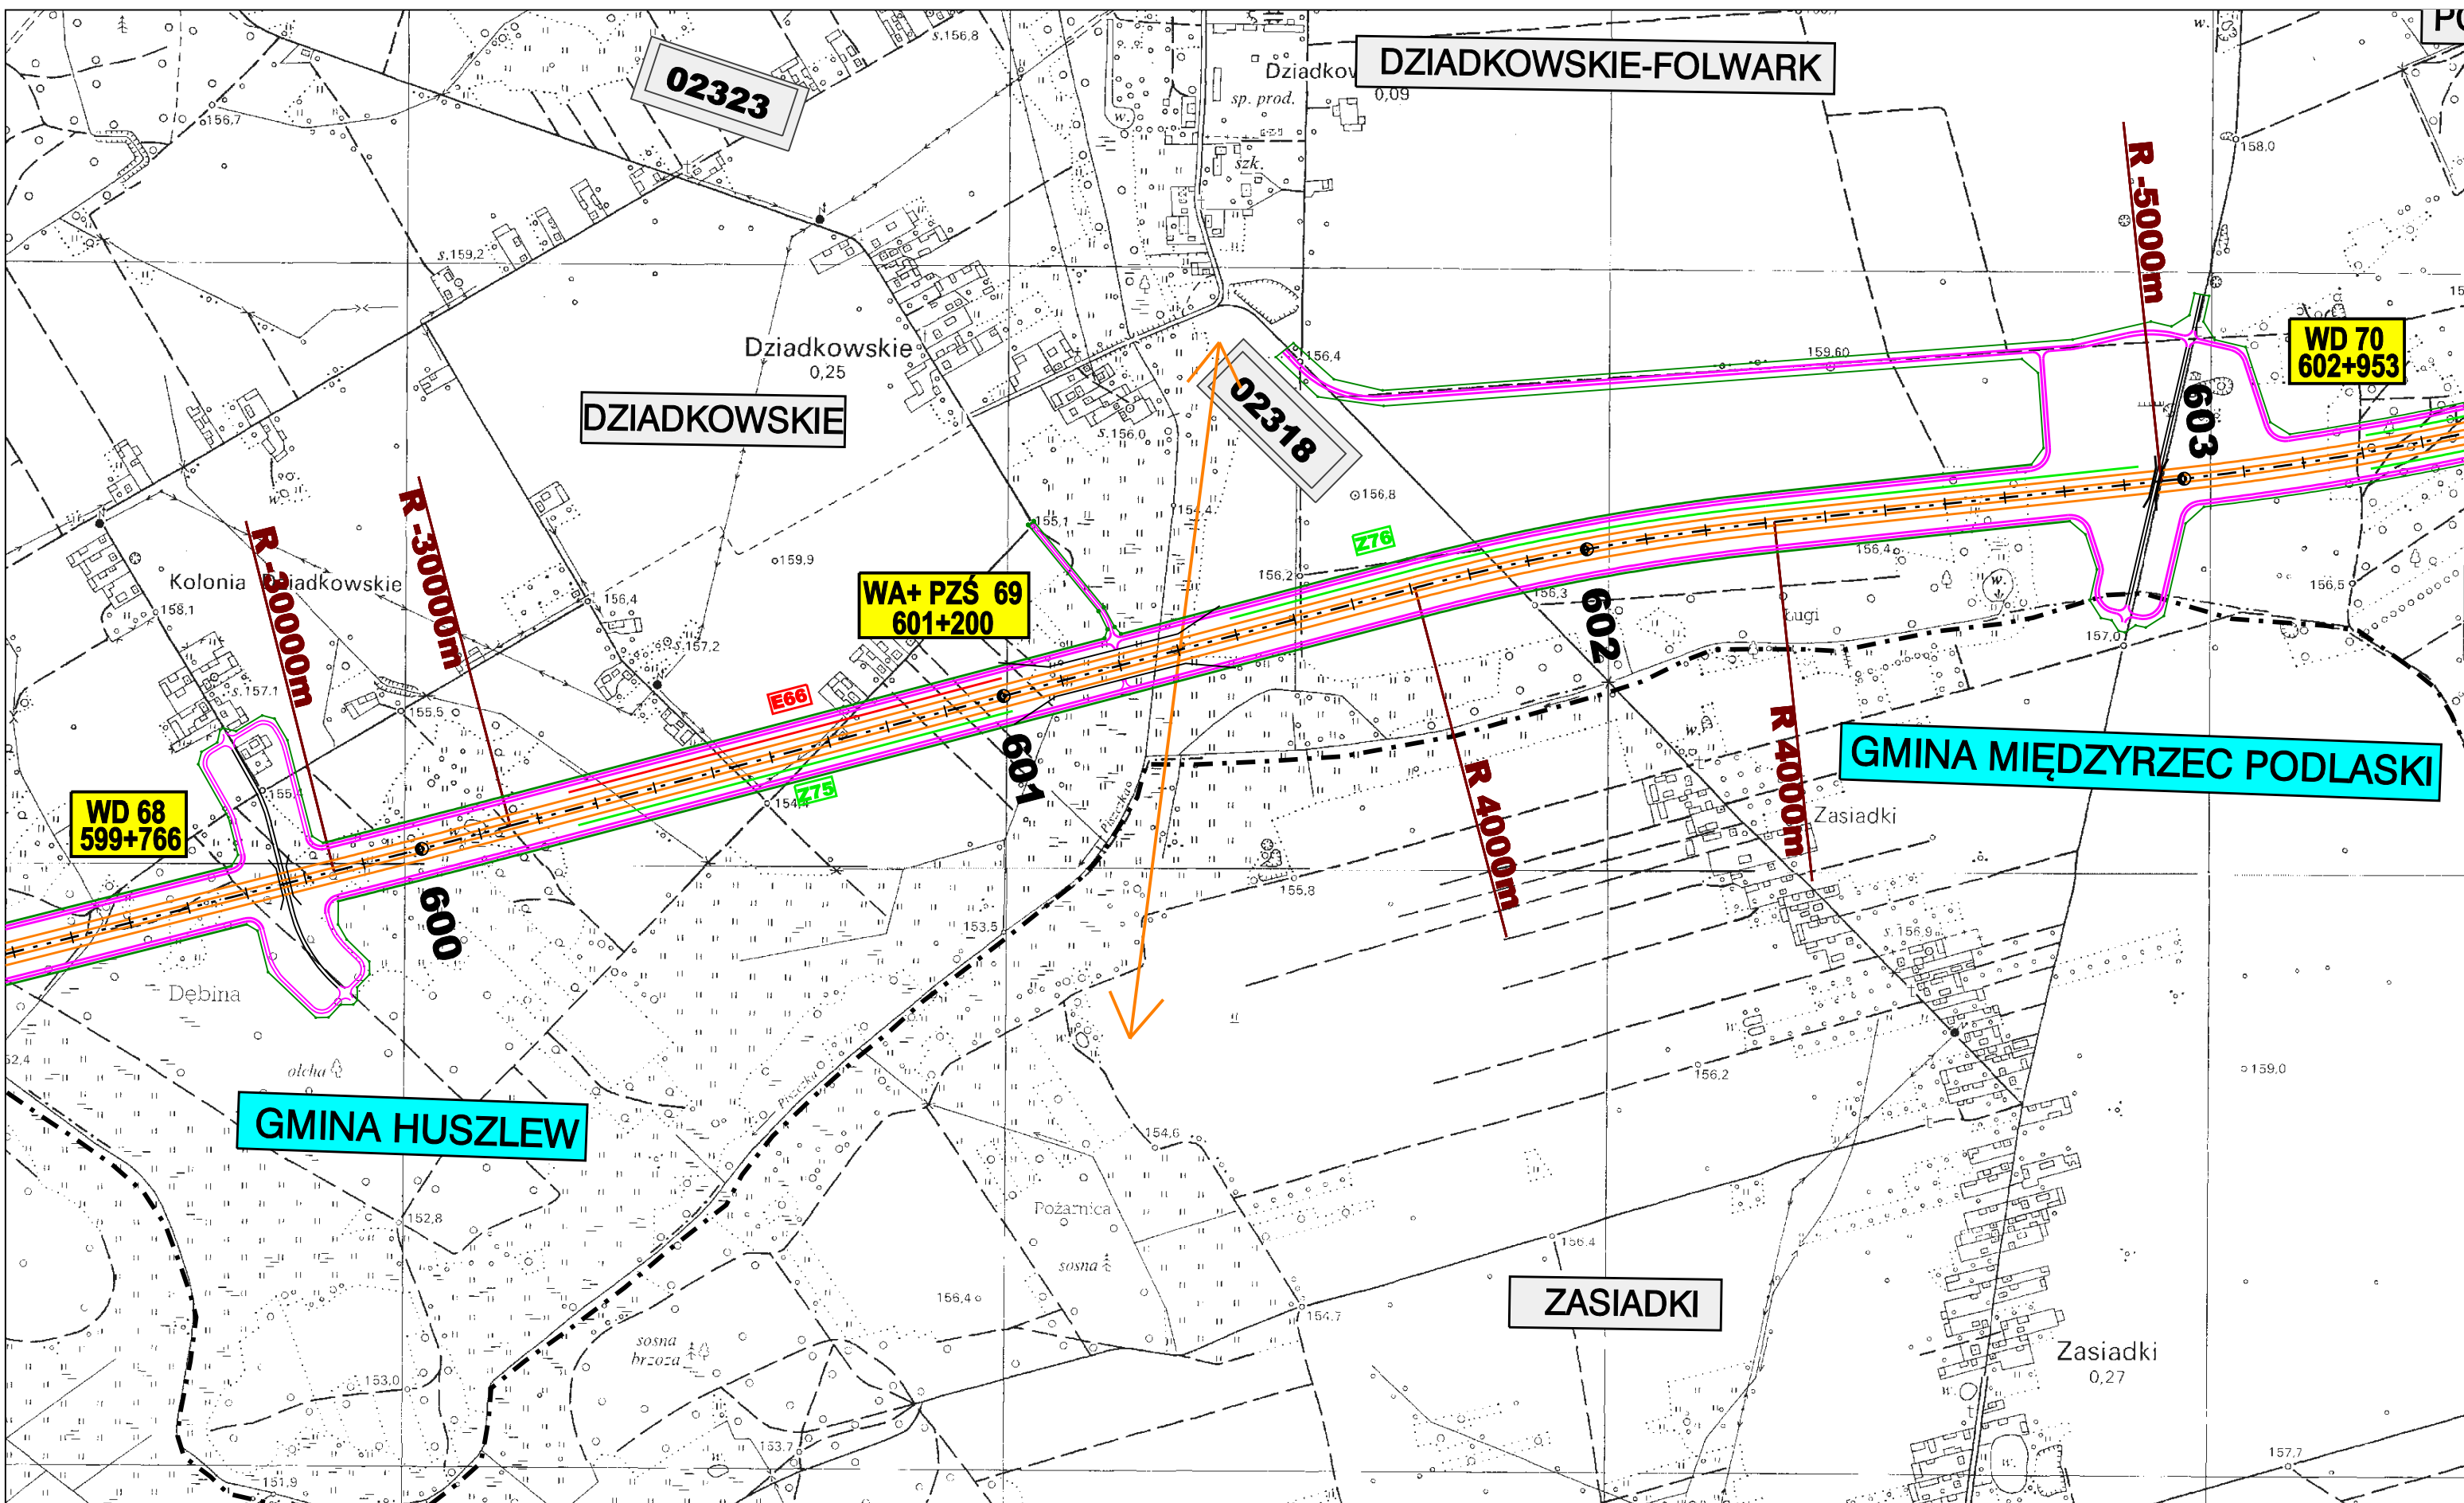 s.156,8
02323
DZIADKOWSKIE-FOLWARK
0,09
sp. prod.
w.
szk.
156,7
158,0
s.159,2
R -5000m
Dziadkowskie
0,25
156,4
159,60
WD 70
602+953
DZIADKOWSKIE
02318
603
s.156,0
156,8
154,4
155,1
Z76
R -3000m
R -30000m
159,9
156,2
156,4
156,5
Kolonia Dziadkowskie
158,1
156,4
WA+ PZŚ 69
601+200
156,3
602
Ługi
w.
157,0
s.157,2
s.157,1
E66
155,5
601
w.
GMINA MIĘDZYRZEC PODLASKI
R 4000m
R 4000m
Zasiadki
WD 68
599+766
Z75
Piszczka
155,8
600
153,5
s.156,9
Dębina
olcha
156,2
159,0
GMINA HUSZLEW
Piszczka
154,6
152,8
Pożarnica
sosna
156,4
156,4
ZASIADKI
154,7
sosna
brzoza
Zasiadki
0,27
153,0
w.
153,7
157,7
w.
151,9